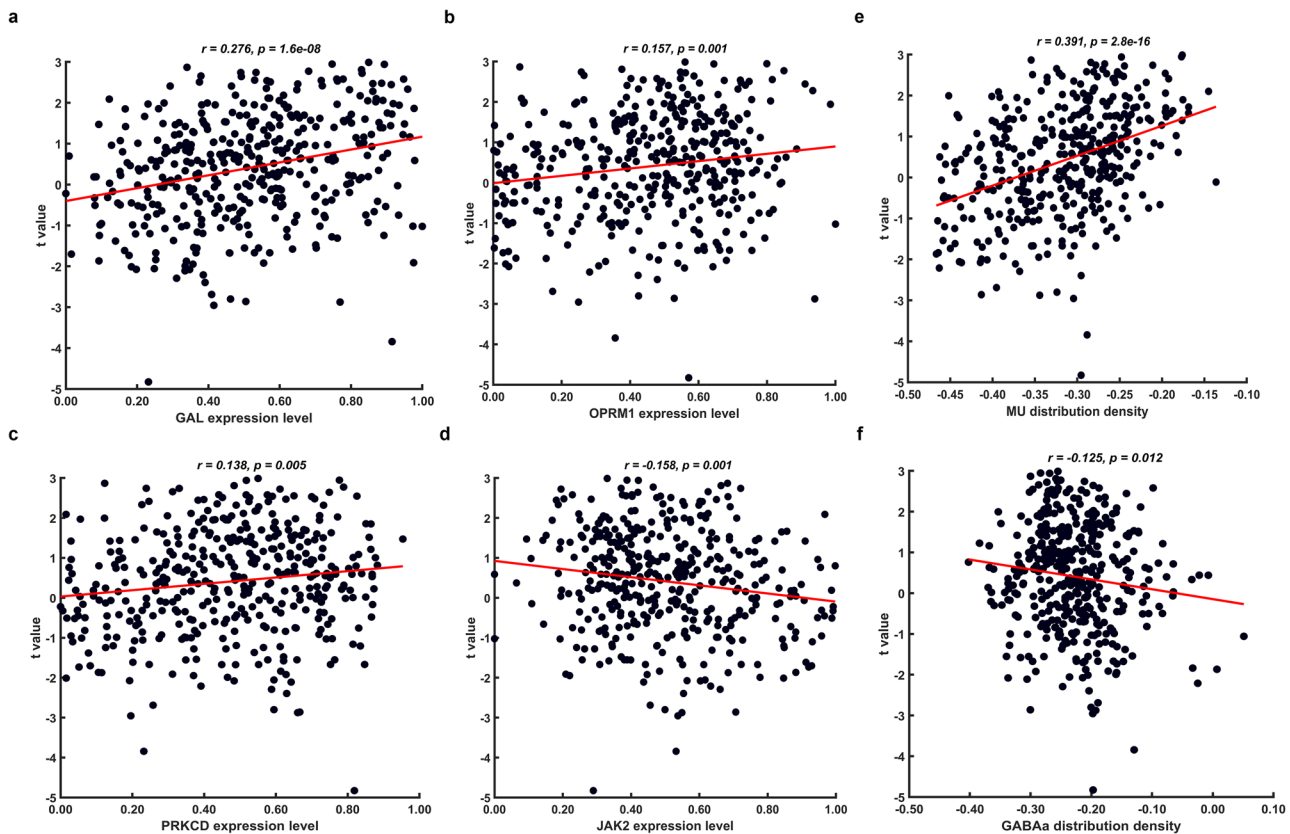 a
r = 0.276, p = 1.6e-08
3
2
1
0
-1
-2
-3
-4
-5
t value
0.00 0.20 0.40 0.60 0.80 1.00
GAL expression level
b
r = 0.157, p = 0.001
3
2
1
0
-1
-2
-3
-4
-5
t value
0.00 0.20 0.40 0.60 0.80 1.00
OPRM1 expression level
e
r = 0.391, p = 2.8e-16
3
2
1
0
-1
-2
-3
-4
-5
t value
-0.50 -0.45 -0.40 -0.35 -0.30 -0.25 -0.20 -0.15 -0.10
MU distribution density
c
r = 0.138, p = 0.005
3
2
1
0
-1
-2
-3
-4
-5
t value
0.00 0.20 0.40 0.60 0.80 1.00
PRKCD expression level
d
r = -0.158, p = 0.001
3
2
1
0
-1
-2
-3
-4
-5
t value
0.00 0.20 0.40 0.60 0.80 1.00
JAK2 expression level
f
r = -0.125, p = 0.012
3
2
1
0
-1
-2
-3
-4
-5
t value
-0.50 -0.40 -0.30 -0.20 -0.10 0.00 0.10
GABAa distribution density